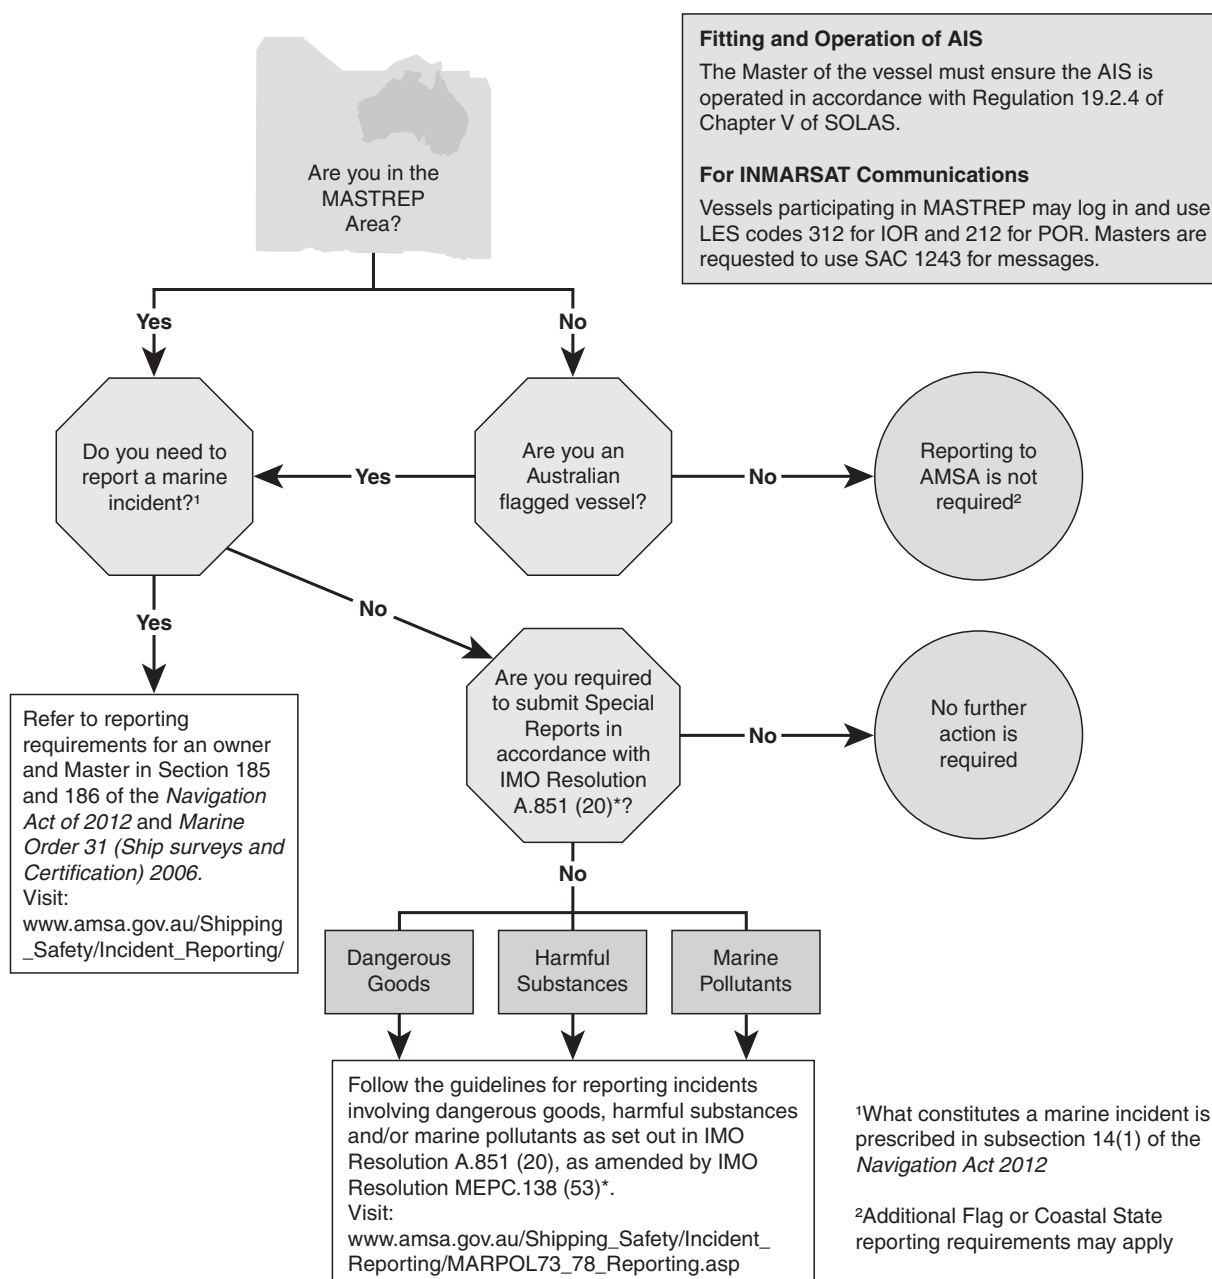 Fitting and Operation of AIS
The Master of the vessel must ensure the AIS is
operated in accordance with Regulation 19.2.4 of
Chapter V of SOLAS.
For INMARSAT Communications
Vessels participating in MASTREP may log in and use
LES codes 312 for IOR and 212 for POR. Masters are
requested to use SAC 1243 for messages.
Are you in the
MASTREP
Area?
Yes
No
Do you need to
report a marine
incident?¹
Yes
Are you an
Australian
flagged vessel?
No
Reporting to
AMSA is not
required²
Yes
No
Refer to reporting
requirements for an owner
and Master in Section 185
and 186 of the Navigation
Act of 2012 and Marine
Order 31 (Ship surveys and
Certification) 2006.
Visit:
www.amsa.gov.au/Shipping
_Safety/Incident_Reporting/
Are you required
to submit Special
Reports in
accordance with
IMO Resolution
A.851 (20)*?
No
No further
action is
required
No
Dangerous
Goods
Harmful
Substances
Marine
Pollutants
Follow the guidelines for reporting incidents
involving dangerous goods, harmful substances
and/or marine pollutants as set out in IMO
Resolution A.851 (20), as amended by IMO
Resolution MEPC.138 (53)*.
Visit:
www.amsa.gov.au/Shipping_Safety/Incident_
Reporting/MARPOL73_78_Reporting.asp
¹What constitutes a marine incident is
prescribed in subsection 14(1) of the
Navigation Act 2012
²Additional Flag or Coastal State
reporting requirements may apply